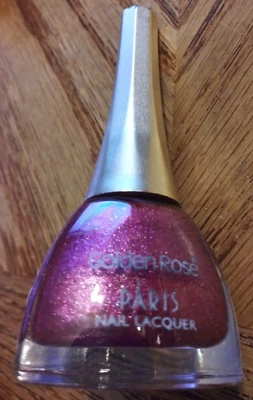 Golden Rose
PARIS
NAIL LACQUER